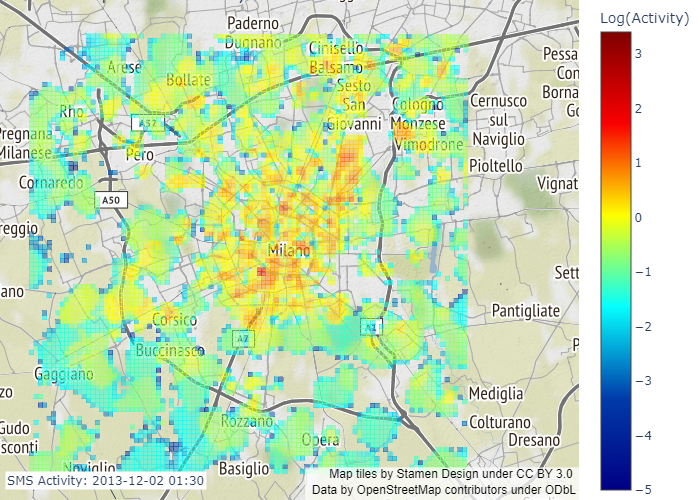 Log(Activity)
Paderno
Dugnano
Cinisello
Balsamo
Pessa
Con
Borna
Go
Arese
Bollate
Sesto
San
Giovanni
Cologno
Monzese
Vimodrone
Cernusco
sul
Naviglio
Rho
A52
Pregnana
Milanese
Pero
Pioltello
Cornaredo
Vignat
A50
reggio
Milano
Sett
ano
Pantigliate
Corsico
A1
A7
P
Buccinasco
Gaggiano
zo
Mediglia
Rozzano
Colturano
Gudo
Dresano
sconti
Opera
Noviglio
Basiglio
SMS Activity: 2013-12-02 01:30
Map tiles by Stamen Design under CC BY 3.0
Data by OpenStreetMap contributors under ODbL
3
2
1
0
−1
−2
−3
−4
−5